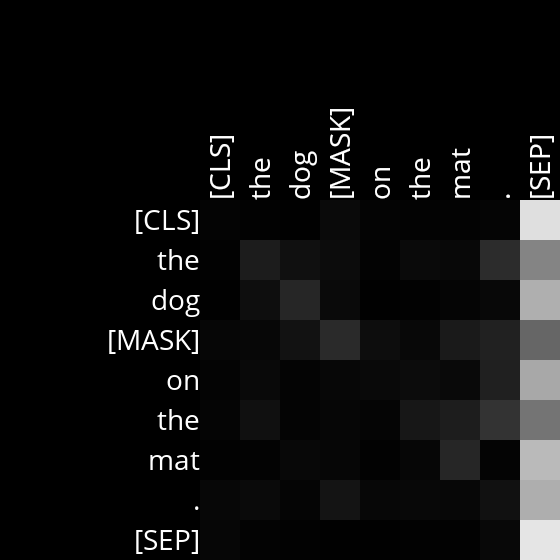 [CLS] the dog [MASK] on the mat . [SEP]
[CLS]
the
dog
[MASK]
on
the
mat
.
[SEP]